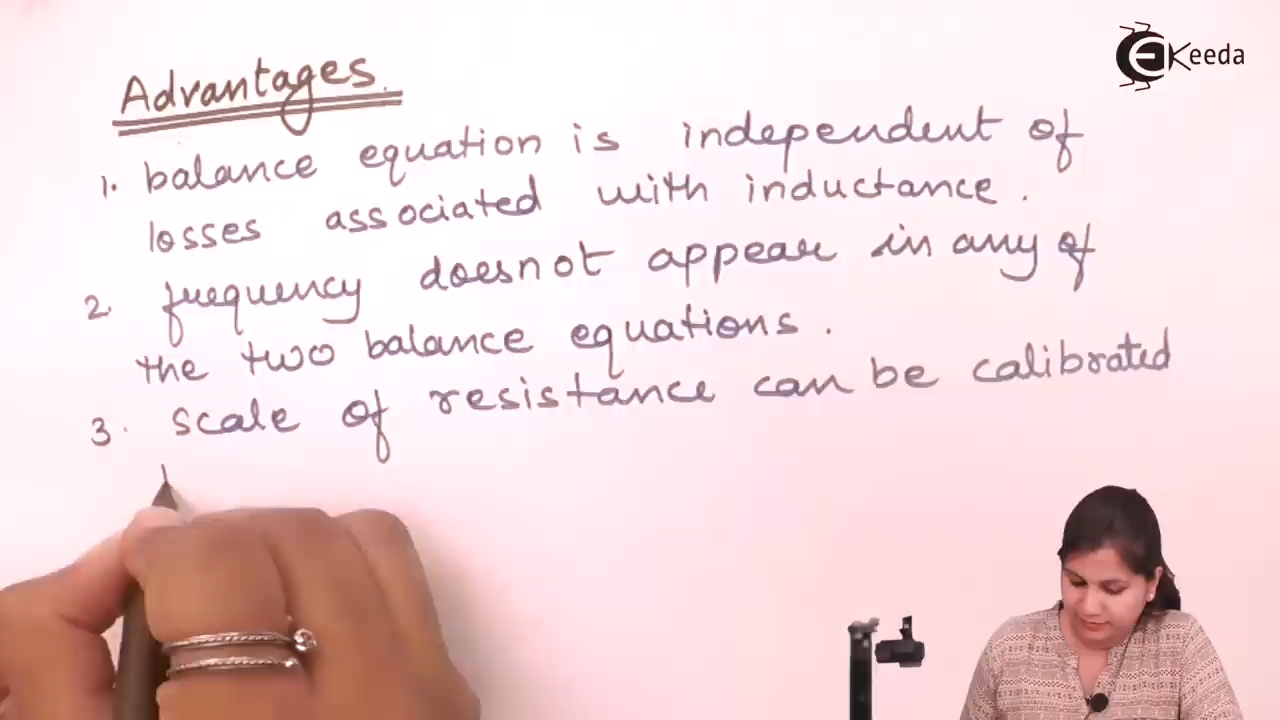 Advantages.
Keeda
1. balance equation is independent of
losses associated with inductance.
2. frequency doesnot appear in any of
the two balance equations.
3. scale of resistance can be calibrated